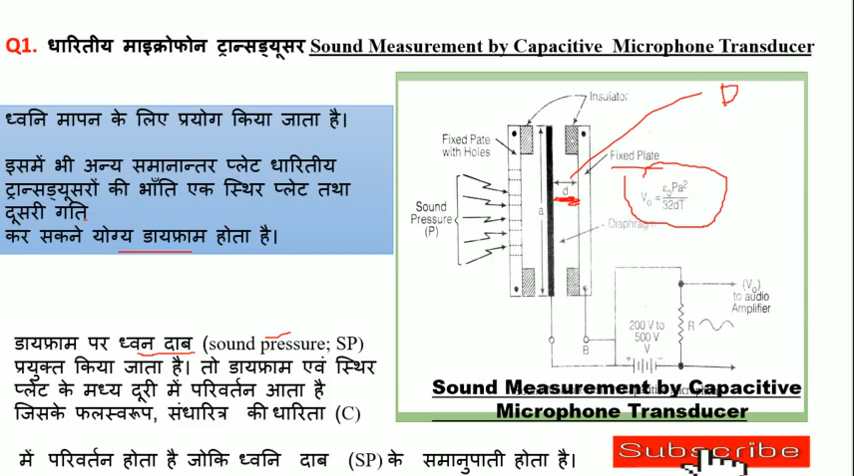 Q1. धारितीय माइक्रोफोन ट्रान्सड्यूसर Sound Measurement by Capacitive Microphone Transducer
ध्वनि मापन के लिए प्रयोग किया जाता है।
इसमें भी अन्य समानान्तर प्लेट धारितीय
ट्रान्सड्यूसरों की भाँति एक स्थिर प्लेट तथा
दूसरी गति
कर सकने योग्य डायफ्राम होता है।
डायफ्राम पर ध्वन दाब (sound pressure; SP)
प्रयुक्त किया जाता है। तो डायफ्राम एवं स्थिर
प्लेट के मध्य दूरी में परिवर्तन आता है
जिसके फलस्वरूप, संधारित्र की धारिता (C)
में परिवर्तन होता है जोकि ध्वनि दाब (SP) के समानुपाती होता है।
Insulator
D
Fixed Pate
with Holes
Fixed Plate
d
a
Sound
Pressure
(P)
Diaphragm
(V₀)
to audio
Amplifier
200 V to
500 V
V
R
B
+
Sound Measurement by Capacitive
Microphone Transducer
Subscribe